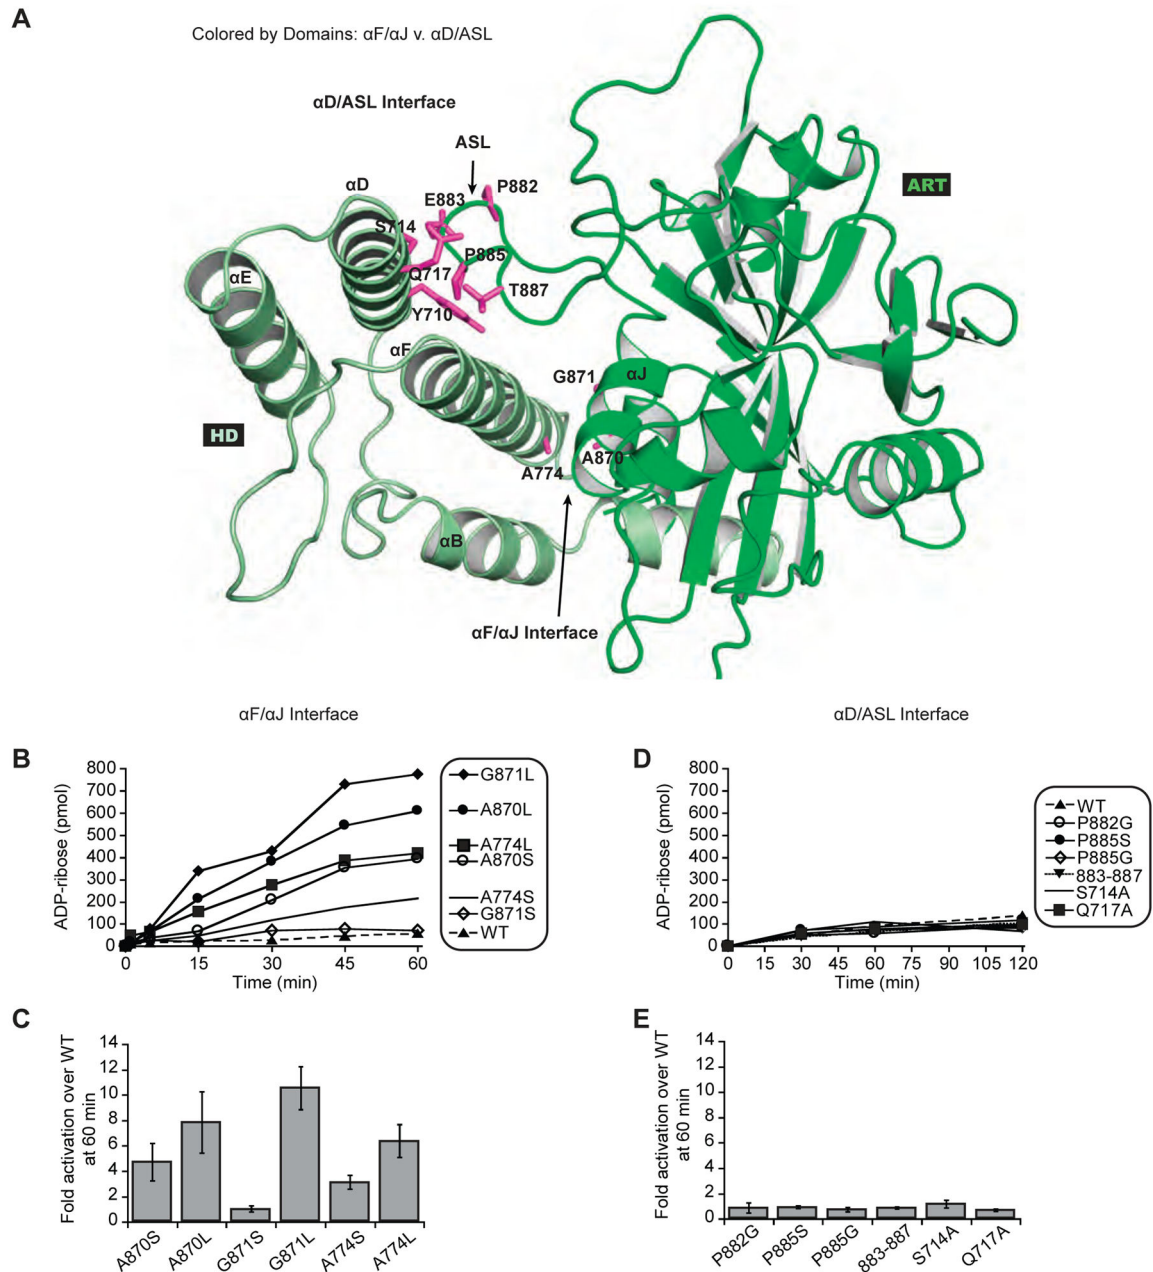 A
Colored by Domains: αF/αJ v. αD/ASL
αD/ASL Interface
ASL
P882
αD
E883
ART
S714
P885
αE
Q717
T887
Y710
αF
G871
αJ
HD
A870
A774
αB
αF/αJ Interface
αF/αJ Interface
B
ADP-ribose (pmol)
800
700
600
500
400
300
200
100
0
0 15 30 45 60
Time (min)
G871L
A870L
A774L
A870S
A774S
G871S
WT
αD/ASL Interface
D
ADP-ribose (pmol)
800
700
600
500
400
300
200
100
0
0 15 30 45 60 75 90 105 120
Time (min)
WT
P882G
P885S
P885G
883-887
S714A
Q717A
C
Fold activation over WT
at 60 min
14
12
10
8
6
4
2
0
A870S A870L G871S G871L A774S A774L
E
Fold activation over WT
at 60 min
14
12
10
8
6
4
2
0
P882G P885S P885G 883-887 S714A Q717A